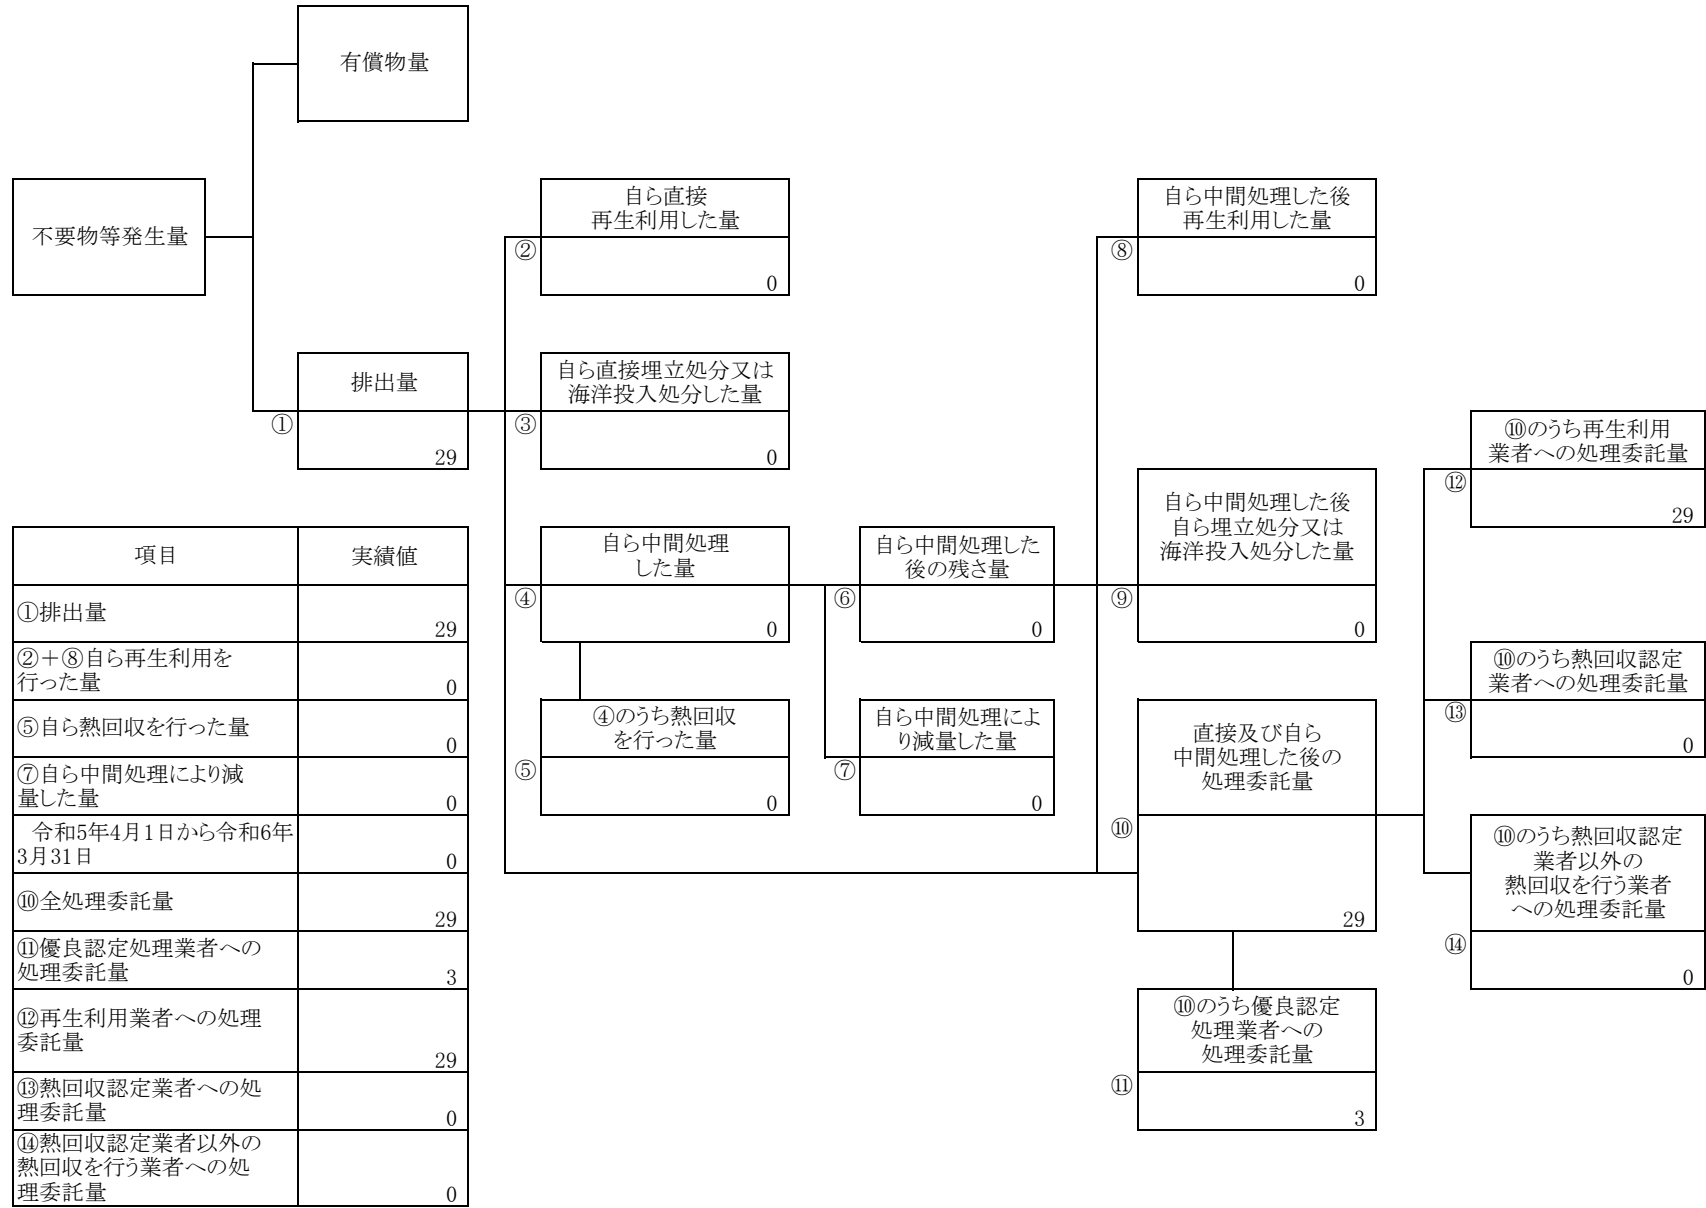 有償物量
不要物等発生量
自ら直接
再生利用した量
②
0
自ら中間処理した後
再生利用した量
⑧
0
排出量
①
29
自ら直接埋立処分又は
海洋投入処分した量
③
0
⑩のうち再生利用
業者への処理委託量
⑫
29
自ら中間処理
した量
④
0
自ら中間処理した
後の残さ量
⑥
0
自ら中間処理した後
自ら埋立処分又は
海洋投入処分した量
⑨
0
⑩のうち熱回収認定
業者への処理委託量
⑬
0
④のうち熱回収
を行った量
⑤
0
自ら中間処理によ
り減量した量
⑦
0
直接及び自ら
中間処理した後の
処理委託量
⑩
29
⑩のうち熱回収認定
業者以外の
熱回収を行う業者
への処理委託量
⑭
0
⑩のうち優良認定
処理業者への
処理委託量
⑪
3
項目 実績値
①排出量
29
②＋⑧自ら再生利用を
行った量
0
⑤自ら熱回収を行った量
0
⑦自ら中間処理により減
量した量
0
令和5年4月1日から令和6年
3月31日
0
⑩全処理委託量
29
⑪優良認定処理業者への
処理委託量
3
⑫再生利用業者への処理
委託量
29
⑬熱回収認定業者への処
理委託量
0
⑭熱回収認定業者以外の
熱回収を行う業者への処
理委託量
0